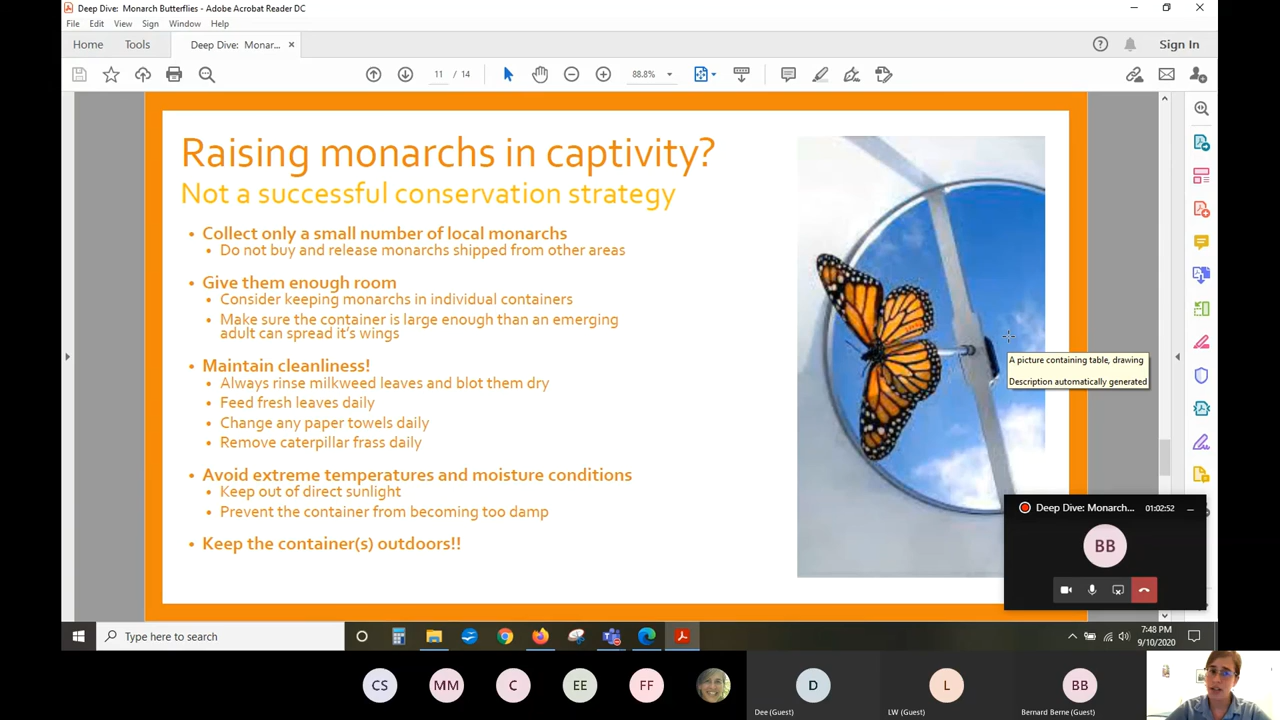 Deep Dive: Monarch Butterflies - Adobe Acrobat Reader DC
File Edit View Sign Window Help
Home Tools Deep Dive: Monar... × Sign In
11 / 14 88.8%
Raising monarchs in captivity?
Not a successful conservation strategy
• Collect only a small number of local monarchs
• Do not buy and release monarchs shipped from other areas
• Give them enough room
• Consider keeping monarchs in individual containers
• Make sure the container is large enough than an emerging
adult can spread it's wings
• Maintain cleanliness!
• Always rinse milkweed leaves and blot them dry
• Feed fresh leaves daily
• Change any paper towels daily
• Remove caterpillar frass daily
• Avoid extreme temperatures and moisture conditions
• Keep out of direct sunlight
• Prevent the container from becoming too damp
• Keep the container(s) outdoors!!
A picture containing table, drawing
Description automatically generated
Deep Dive: Monarch... 01:02:52
BB
Type here to search
7:48 PM
9/10/2020
CS MM C EE FF D L BB
Dee (Guest) LW (Guest) Bernard Berne (Guest)